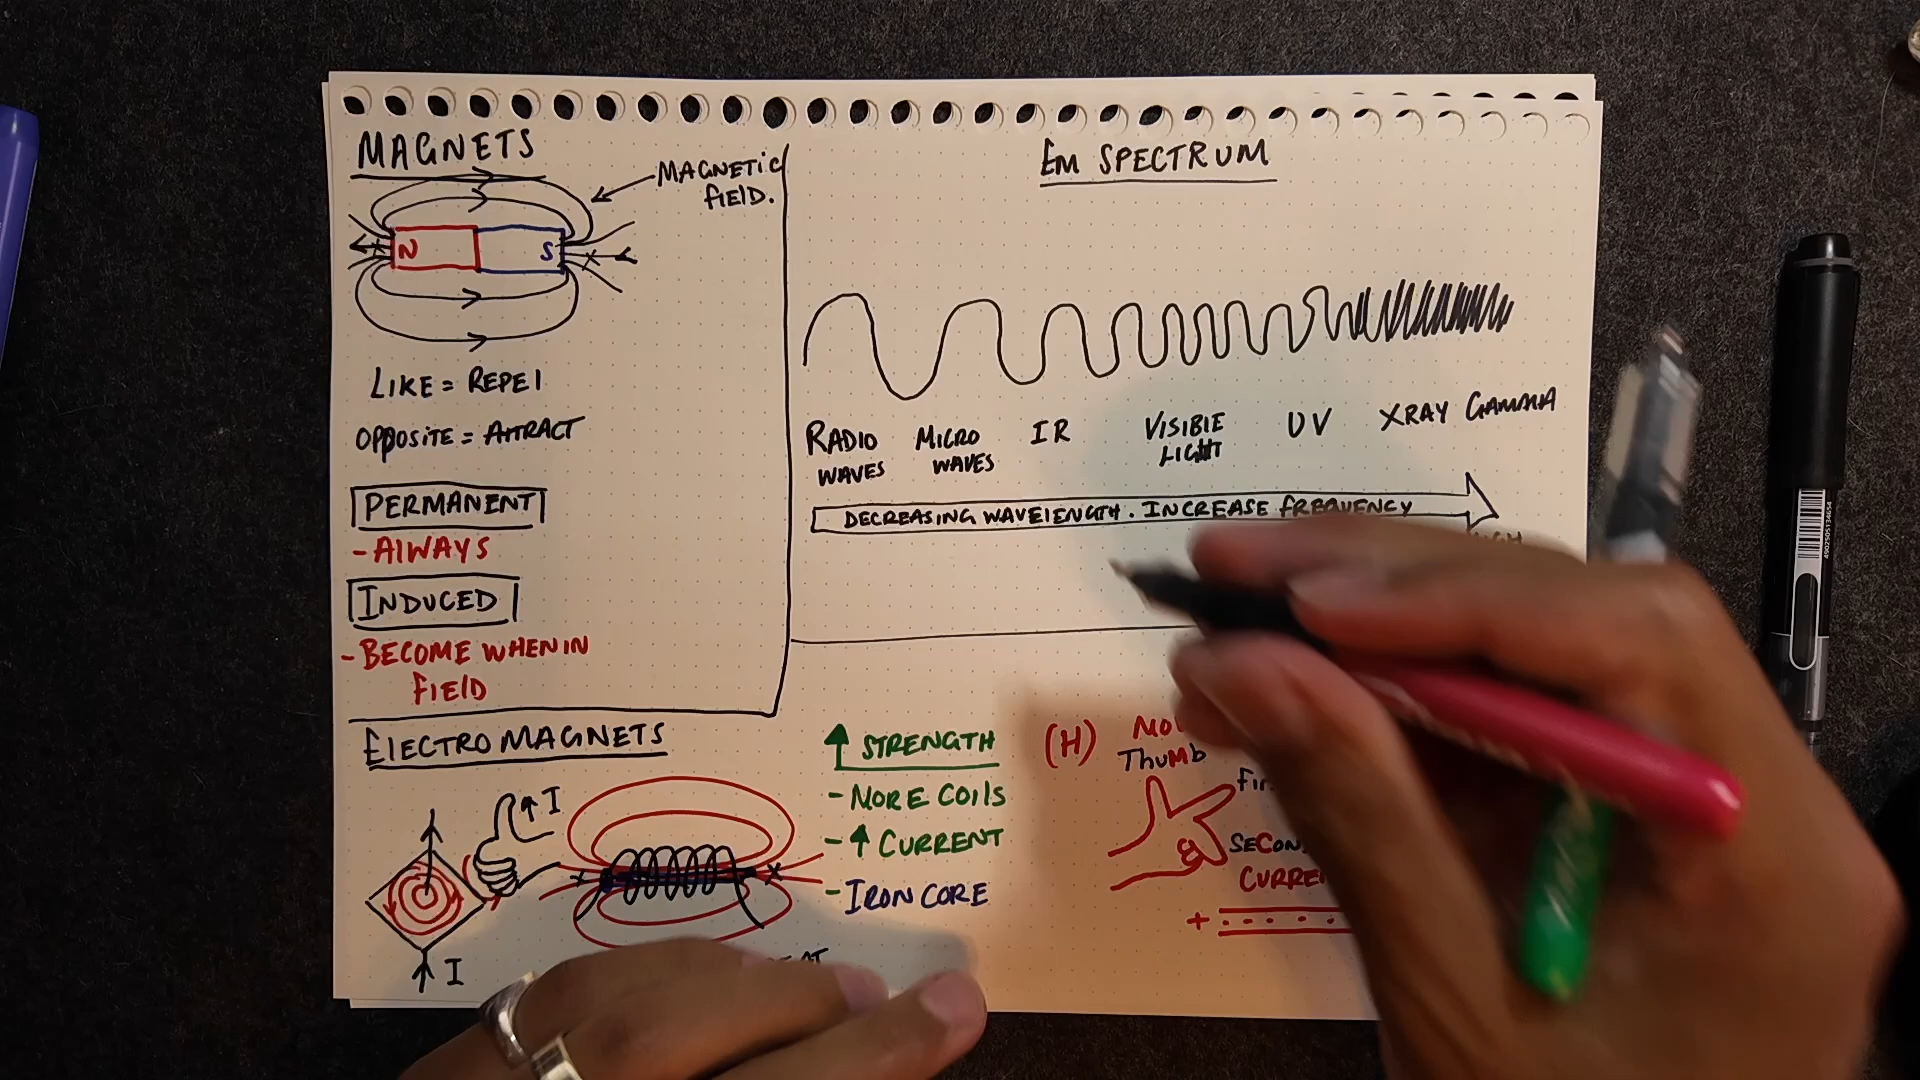 MAGNETS
MAGNETIC
FIELD.
N S
LIKE = REPEL
OPPOSITE = ATTRACT
PERMANENT
- ALWAYS
INDUCED
- BECOME WHEN IN
FIELD
EM SPECTRUM
RADIO
WAVES
MICRO
WAVES
IR
VISIBLE
LIGHT
UV
XRAY
GAMMA
DECREASING WAVELENGTH. INCREASE FREQUENCY
ELECTROMAGNETS
I
I
↑ STRENGTH
- MORE COILS
- ↑ CURRENT
- IRON CORE
(H)
Thumb
+
4902505134654